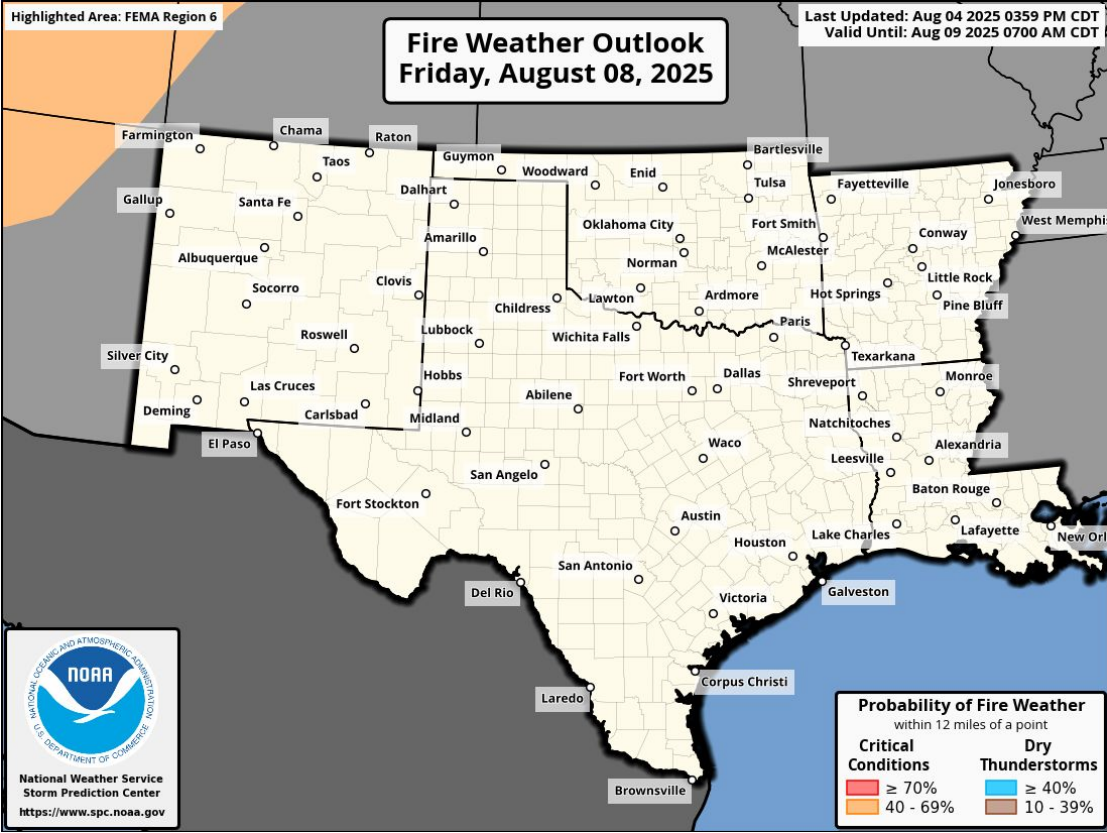 Highlighted Area: FEMA Region 6
Last Updated: Aug 04 2025 0359 PM CDT
Valid Until: Aug 09 2025 0700 AM CDT
Fire Weather Outlook
Friday, August 08, 2025
Farmington
Chama
Raton
Taos
Guymon
Woodward
Enid
Bartlesville
Tulsa
Fayetteville
Jonesboro
Gallup
Santa Fe
Dalhart
Amarillo
Oklahoma City
Fort Smith
West Memphis
Albuquerque
Norman
McAlester
Conway
Socorro
Clovis
Childress
Lawton
Ardmore
Hot Springs
Little Rock
Pine Bluff
Roswell
Lubbock
Wichita Falls
Paris
Texarkana
Silver City
Las Cruces
Hobbs
Abilene
Fort Worth
Dallas
Shreveport
Monroe
Deming
Carlsbad
Midland
Natchitoches
El Paso
San Angelo
Waco
Leesville
Alexandria
Fort Stockton
Austin
Baton Rouge
Houston
Lake Charles
Lafayette
New Orl
San Antonio
Del Rio
Victoria
Galveston
Laredo
Corpus Christi
Brownsville
NATIONAL OCEANIC AND ATMOSPHERIC ADMINISTRATION
NOAA
U.S. DEPARTMENT OF COMMERCE
National Weather Service
Storm Prediction Center
https://www.spc.noaa.gov
Probability of Fire Weather
within 12 miles of a point
Critical Conditions
≥ 70%
40 - 69%
Dry Thunderstorms
≥ 40%
10 - 39%